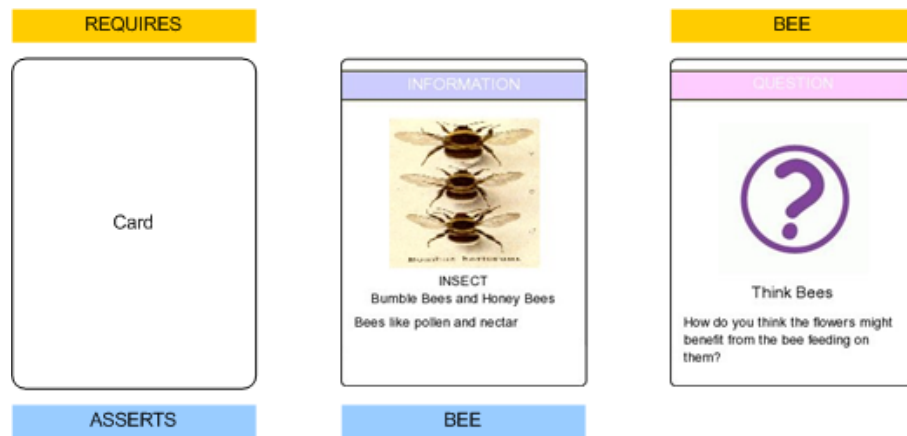 REQUIRES
Card
ASSERTS
INFORMATION
INSECT
Bumble Bees and Honey Bees
Bees like pollen and nectar
BEE
BEE
QUESTION
?
Think Bees
How do you think the flowers might
benefit from the bee feeding on
them?